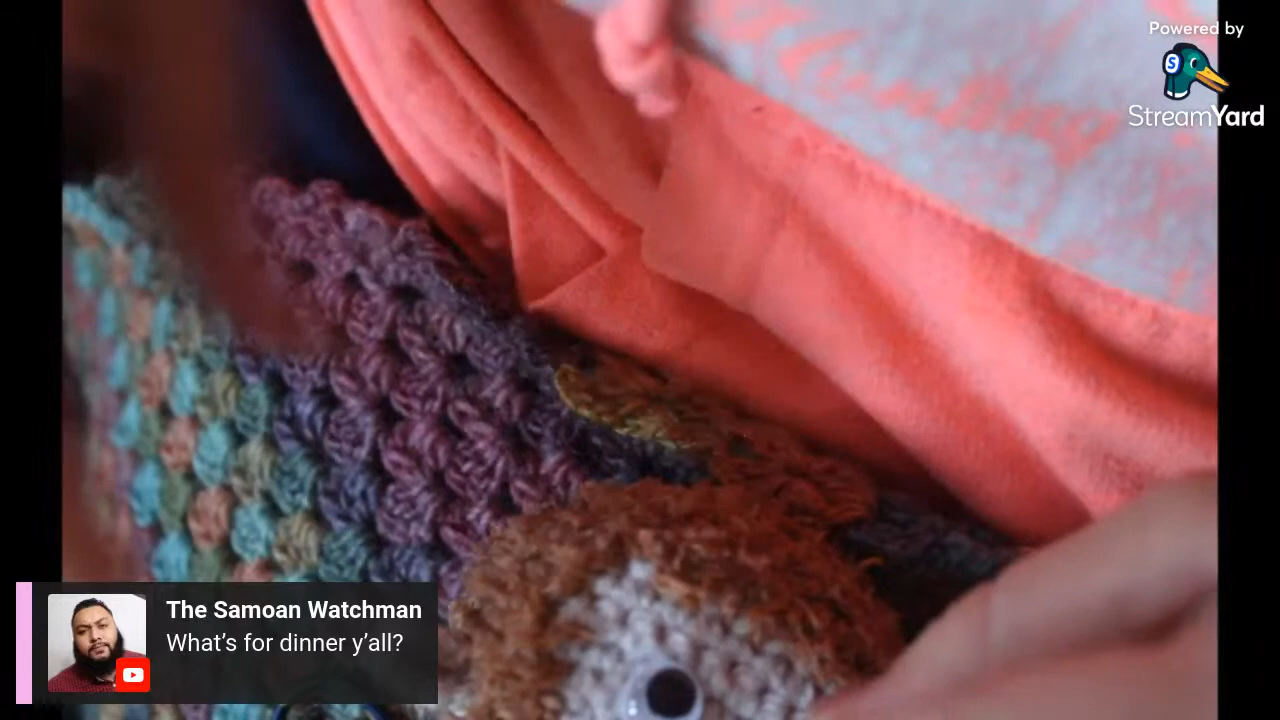 Powered by
StreamYard
The Samoan Watchman
What's for dinner y'all?